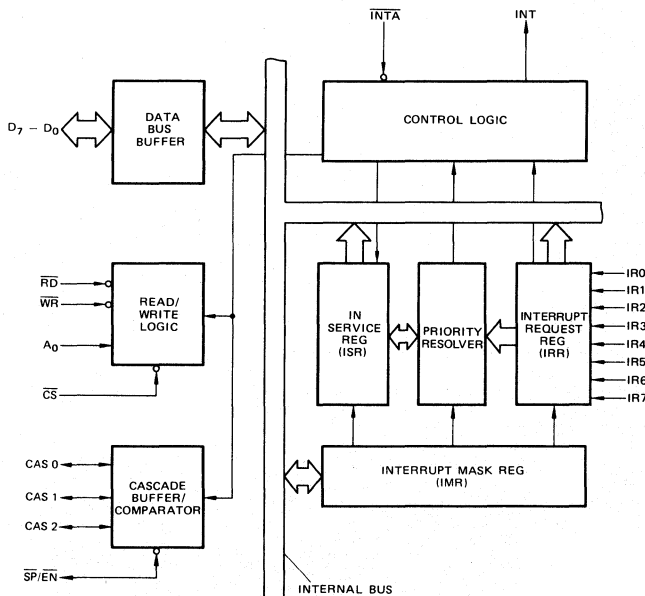 INTA
INT
DATA
BUS
BUFFER
D7 – D0
CONTROL LOGIC
RD
WR
A0
CS
READ/
WRITE
LOGIC
IN
SERVICE
REG
(ISR)
PRIORITY
RESOLVER
INTERRUPT
REQUEST
REG
(IRR)
IR0
IR1
IR2
IR3
IR4
IR5
IR6
IR7
CAS 0
CAS 1
CAS 2
SP/EN
CASCADE
BUFFER/
COMPARATOR
INTERRUPT MASK REG
(IMR)
INTERNAL BUS